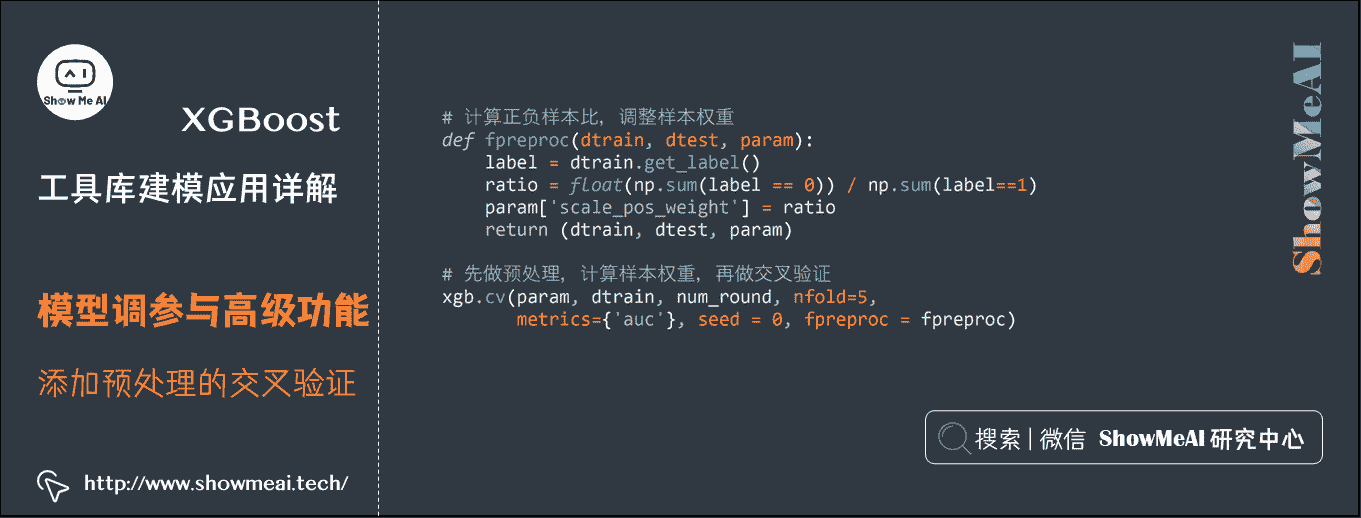 Show Me AI
XGBoost
工具库建模应用详解
模型调参与高级功能
添加预处理的交叉验证
http://www.showmeai.tech/
# 计算正负样本比，调整样本权重
def fpreproc(dtrain, dtest, param):
    label = dtrain.get_label()
    ratio = float(np.sum(label == 0)) / np.sum(label==1)
    param['scale_pos_weight'] = ratio
    return (dtrain, dtest, param)
# 先做预处理，计算样本权重，再做交叉验证
xgb.cv(param, dtrain, num_round, nfold=5,
       metrics={'auc'}, seed = 0, fpreproc = fpreproc)
ShowMeAI
搜索 | 微信 ShowMeAI 研究中心